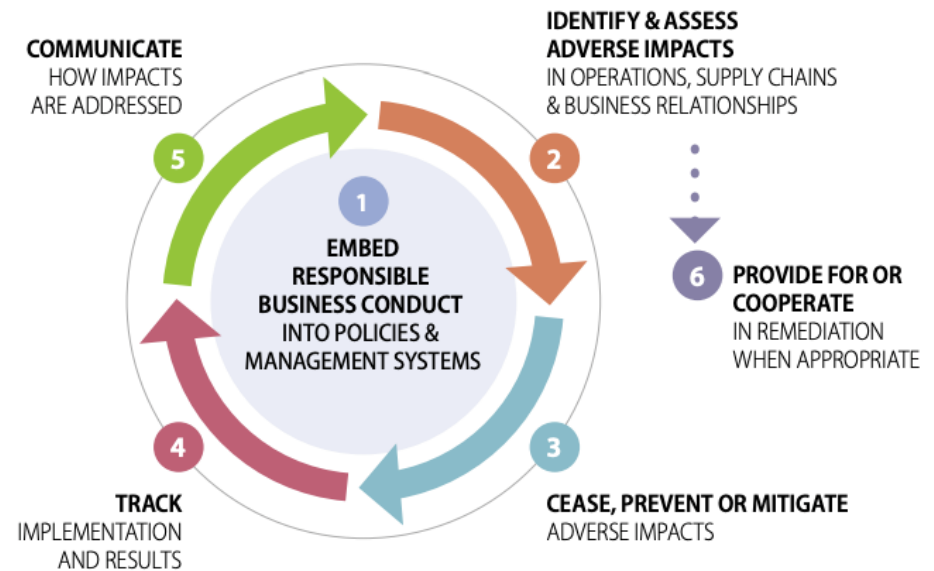 1
EMBED
RESPONSIBLE
BUSINESS CONDUCT
INTO POLICIES &
MANAGEMENT SYSTEMS
2
IDENTIFY & ASSESS
ADVERSE IMPACTS
IN OPERATIONS, SUPPLY CHAINS
& BUSINESS RELATIONSHIPS
3
CEASE, PREVENT OR MITIGATE
ADVERSE IMPACTS
4
TRACK
IMPLEMENTATION
AND RESULTS
5
COMMUNICATE
HOW IMPACTS
ARE ADDRESSED
6
PROVIDE FOR OR
COOPERATE
IN REMEDIATION
WHEN APPROPRIATE